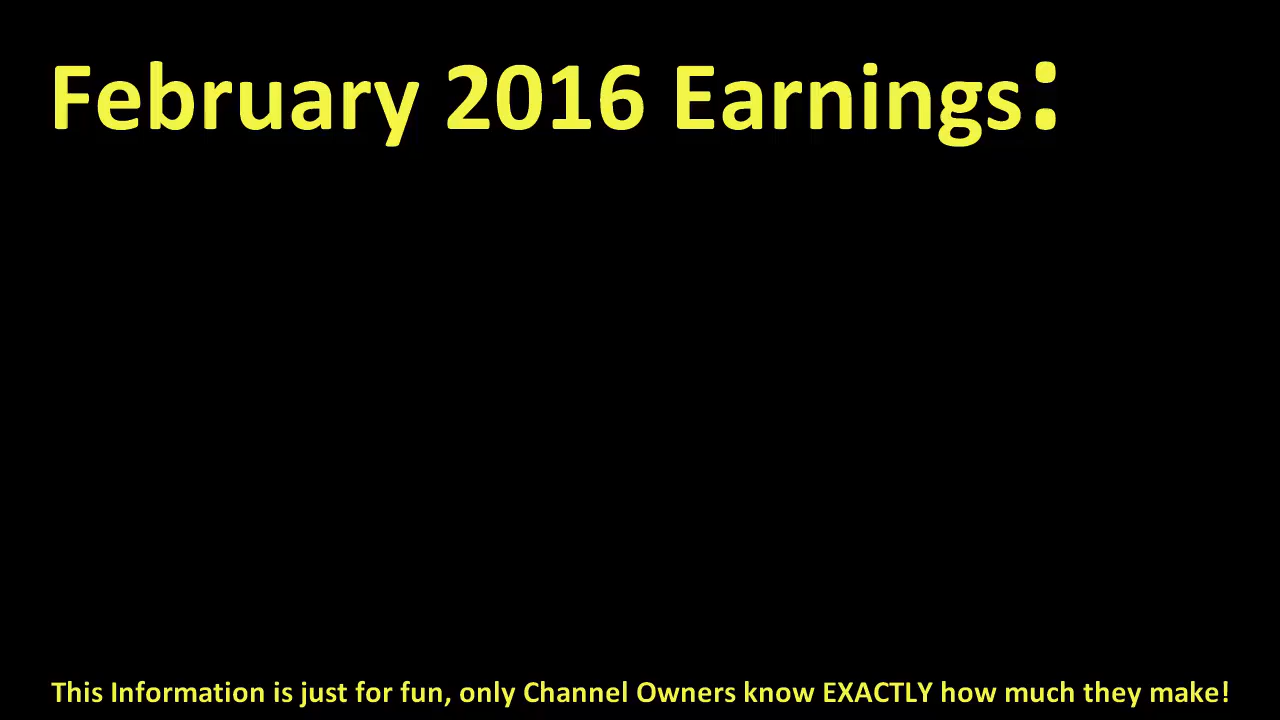 February 2016 Earnings:
This Information is just for fun, only Channel Owners know EXACTLY how much they make!